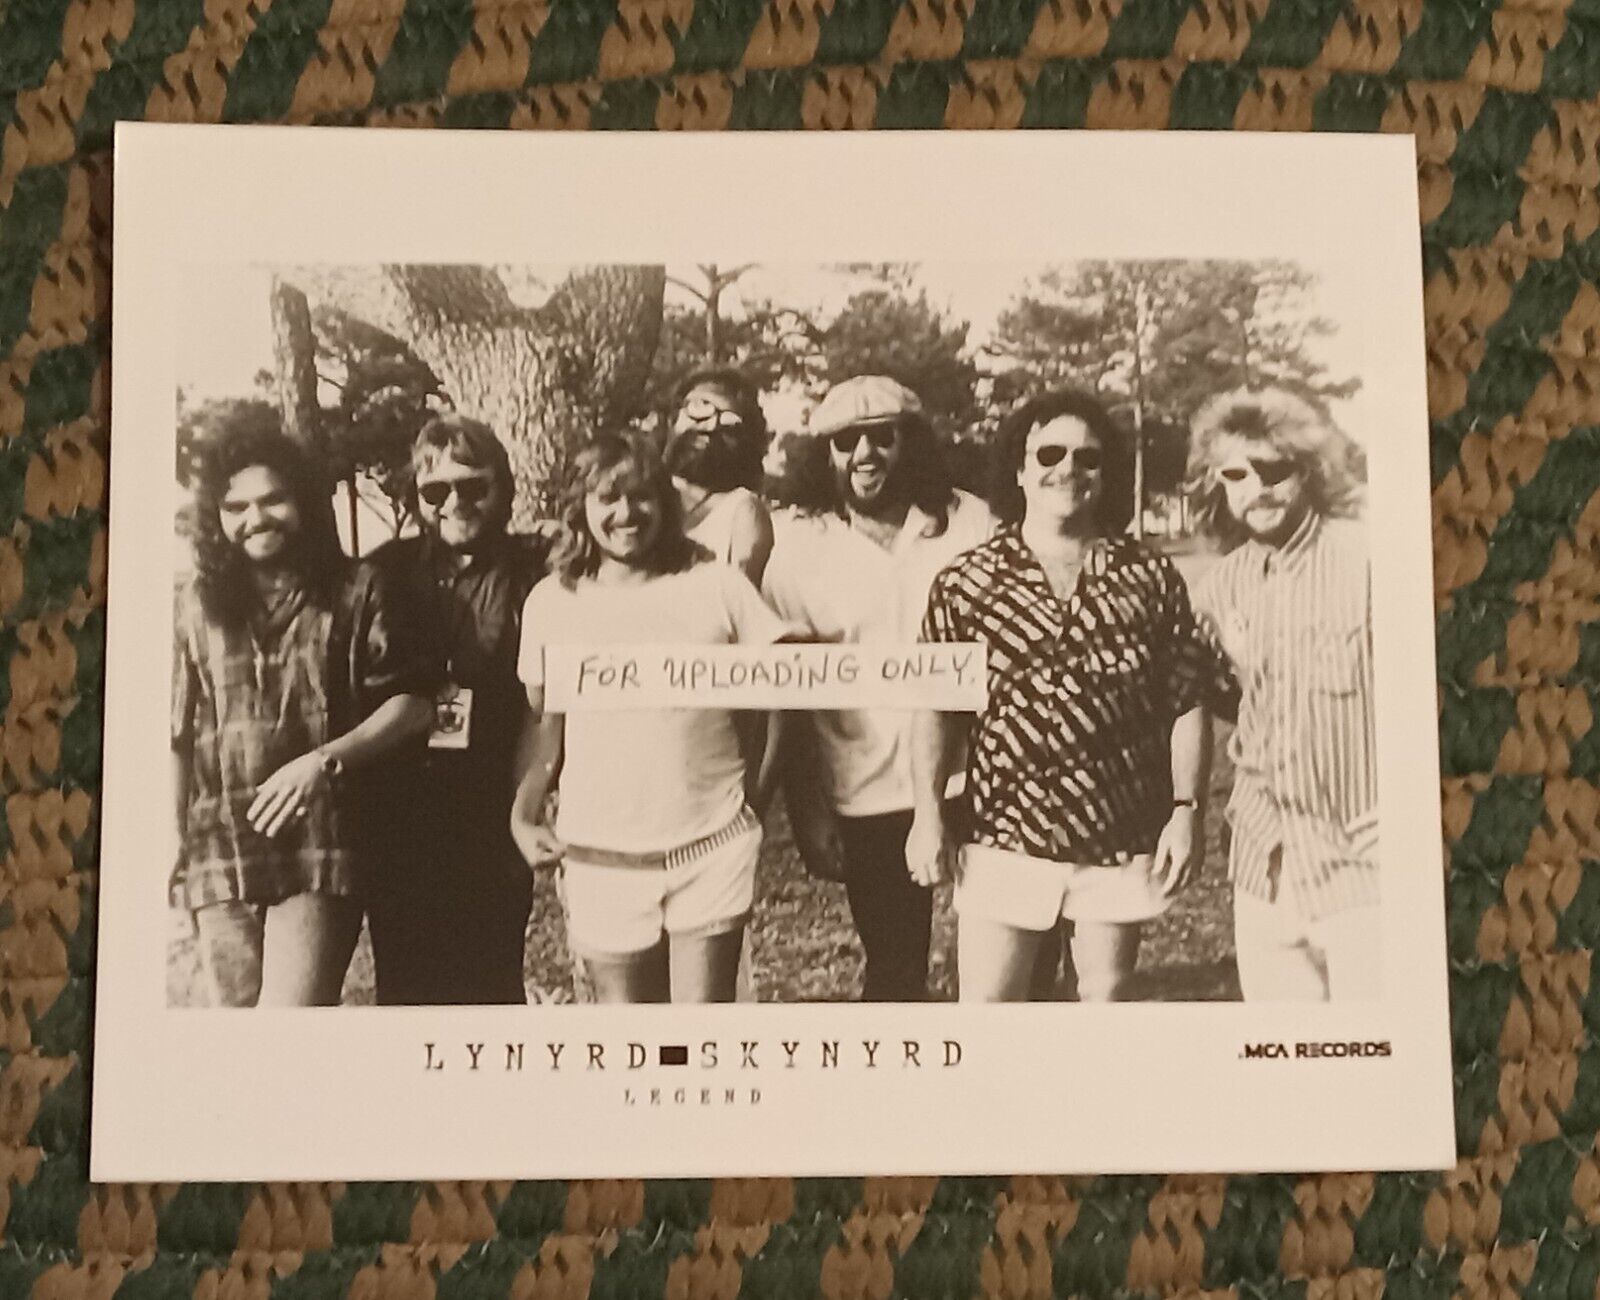 FOR UPLOADING ONLY.
LYNYRD SKYNYRD
LEGEND
MCA RECORDS